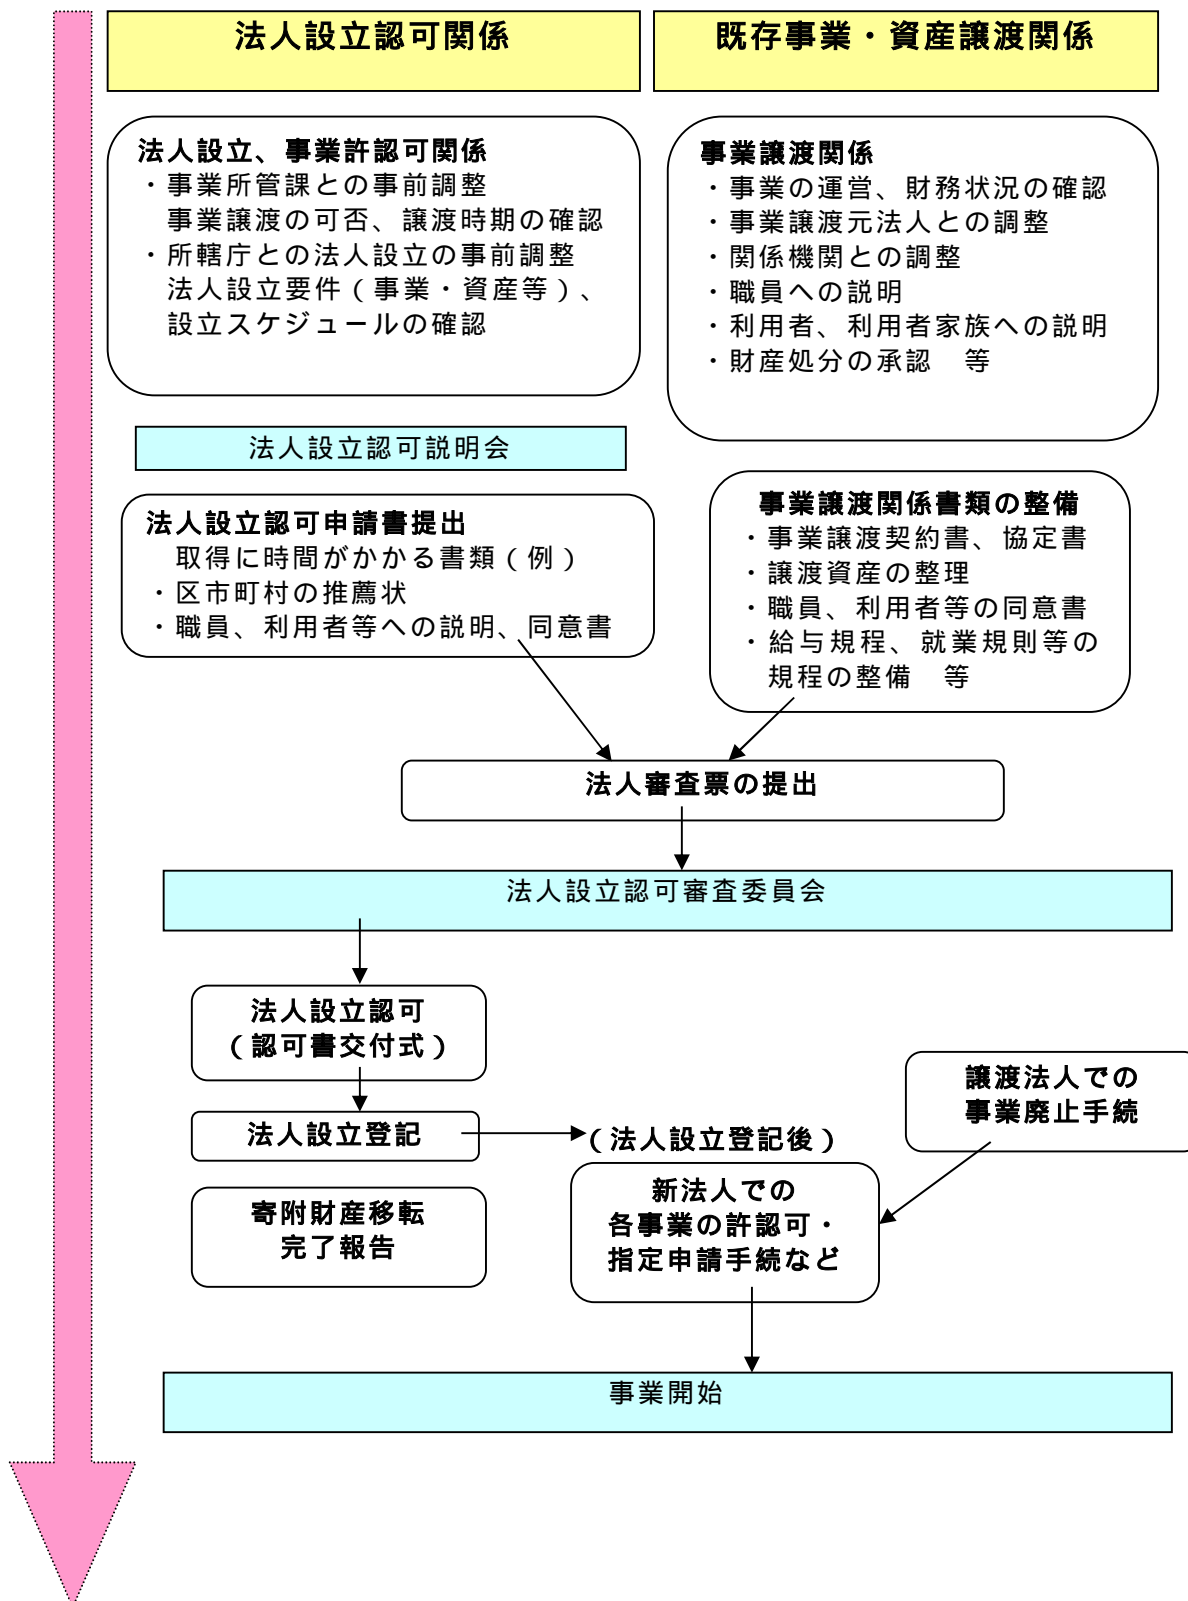 法人設立認可関係
既存事業・資産譲渡関係
法人設立、事業許認可関係
・事業所管課との事前調整
事業譲渡の可否、譲渡時期の確認
・所轄庁との法人設立の事前調整
法人設立要件（事業・資産等）、
設立スケジュールの確認
事業譲渡関係
・事業の運営、財務状況の確認
・事業譲渡元法人との調整
・関係機関との調整
・職員への説明
・利用者、利用者家族への説明
・財産処分の承認　等
法人設立認可説明会
法人設立認可申請書提出
取得に時間がかかる書類（例）
・区市町村の推薦状
・職員、利用者等への説明、同意書
事業譲渡関係書類の整備
・事業譲渡契約書、協定書
・譲渡資産の整理
・職員、利用者等の同意書
・給与規程、就業規則等の
規程の整備　等
法人審査票の提出
法人設立認可審査委員会
法人設立認可
（認可書交付式）
譲渡法人での
事業廃止手続
法人設立登記
（法人設立登記後）
新法人での
各事業の許認可・
指定申請手続など
寄附財産移転
完了報告
事業開始